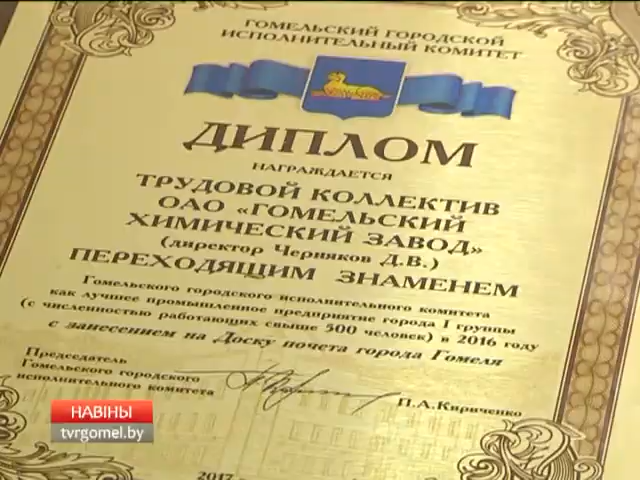 ГОМЕЛЬСКИЙ ГОРОДСКОЙ
ИСПОЛНИТЕЛЬНЫЙ КОМИТЕТ
ДИПЛОМ
НАГРАЖДАЕТСЯ
ТРУДОВОЙ КОЛЛЕКТИВ
ОАО «ГОМЕЛЬСКИЙ
ХИМИЧЕСКИЙ ЗАВОД»
(директор Черняков Д.В.)
ПЕРЕХОДЯЩИМ ЗНАМЕНЕМ
Гомельского городского исполнительного комитета
как лучшее промышленное предприятие города I группы
(с численностью работающих свыше 500 человек) в 2016 году
с занесением на Доску почета города Гомеля
Председатель
Гомельского городского
исполнительного комитета
П.А.Кириченко
2017
НАВІНЫ
tvrgomel.by